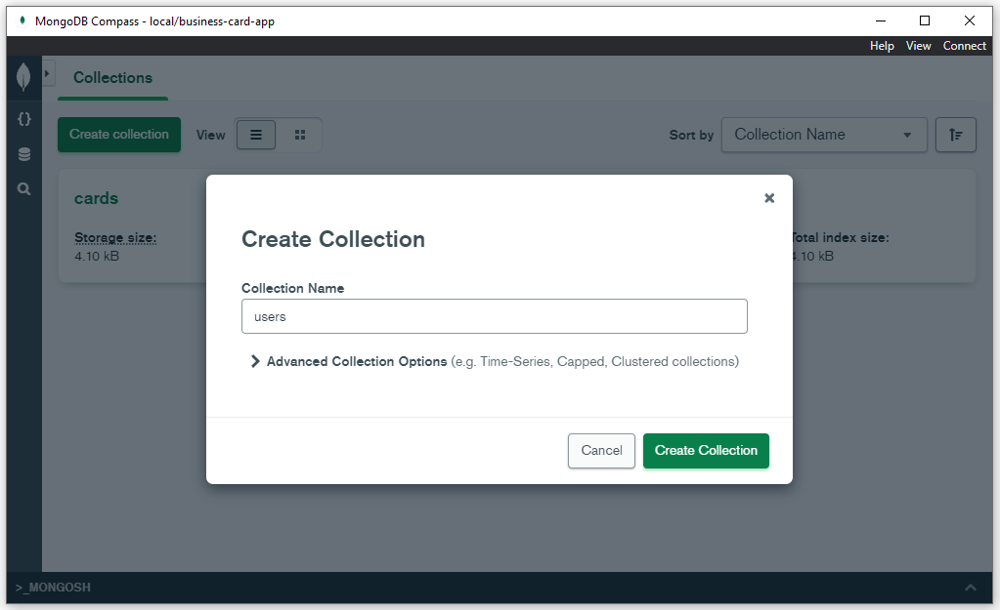 MongoDB Compass - local/business-card-app
Help View Connect
Collections
Create collection View Sort by Collection Name
cards
Storage size: Total index size:
4.10 kB 4.10 kB
Create Collection
Collection Name
users
Advanced Collection Options (e.g. Time-Series, Capped, Clustered collections)
Cancel Create Collection
>_MONGOSH